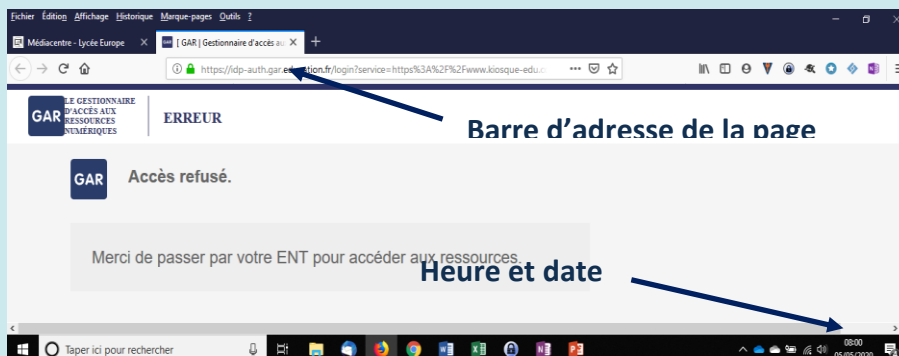 Fichier Édition Affichage Historique Marque-pages Outils ?
Médiacentre - Lycée Europe
[ GAR | Gestionnaire d'accès au
https://idp-auth.gar.education.fr/login?service=https%3A%2F%2Fwww.kiosque-edu.c
GAR
LE GESTIONNAIRE
D'ACCÈS AUX
RESSOURCES
NUMÉRIQUES
ERREUR
Barre d'adresse de la page
GAR
Accès refusé.
Merci de passer par votre ENT pour accéder aux ressources.
Heure et date
Taper ici pour rechercher
08:00
05/05/2020